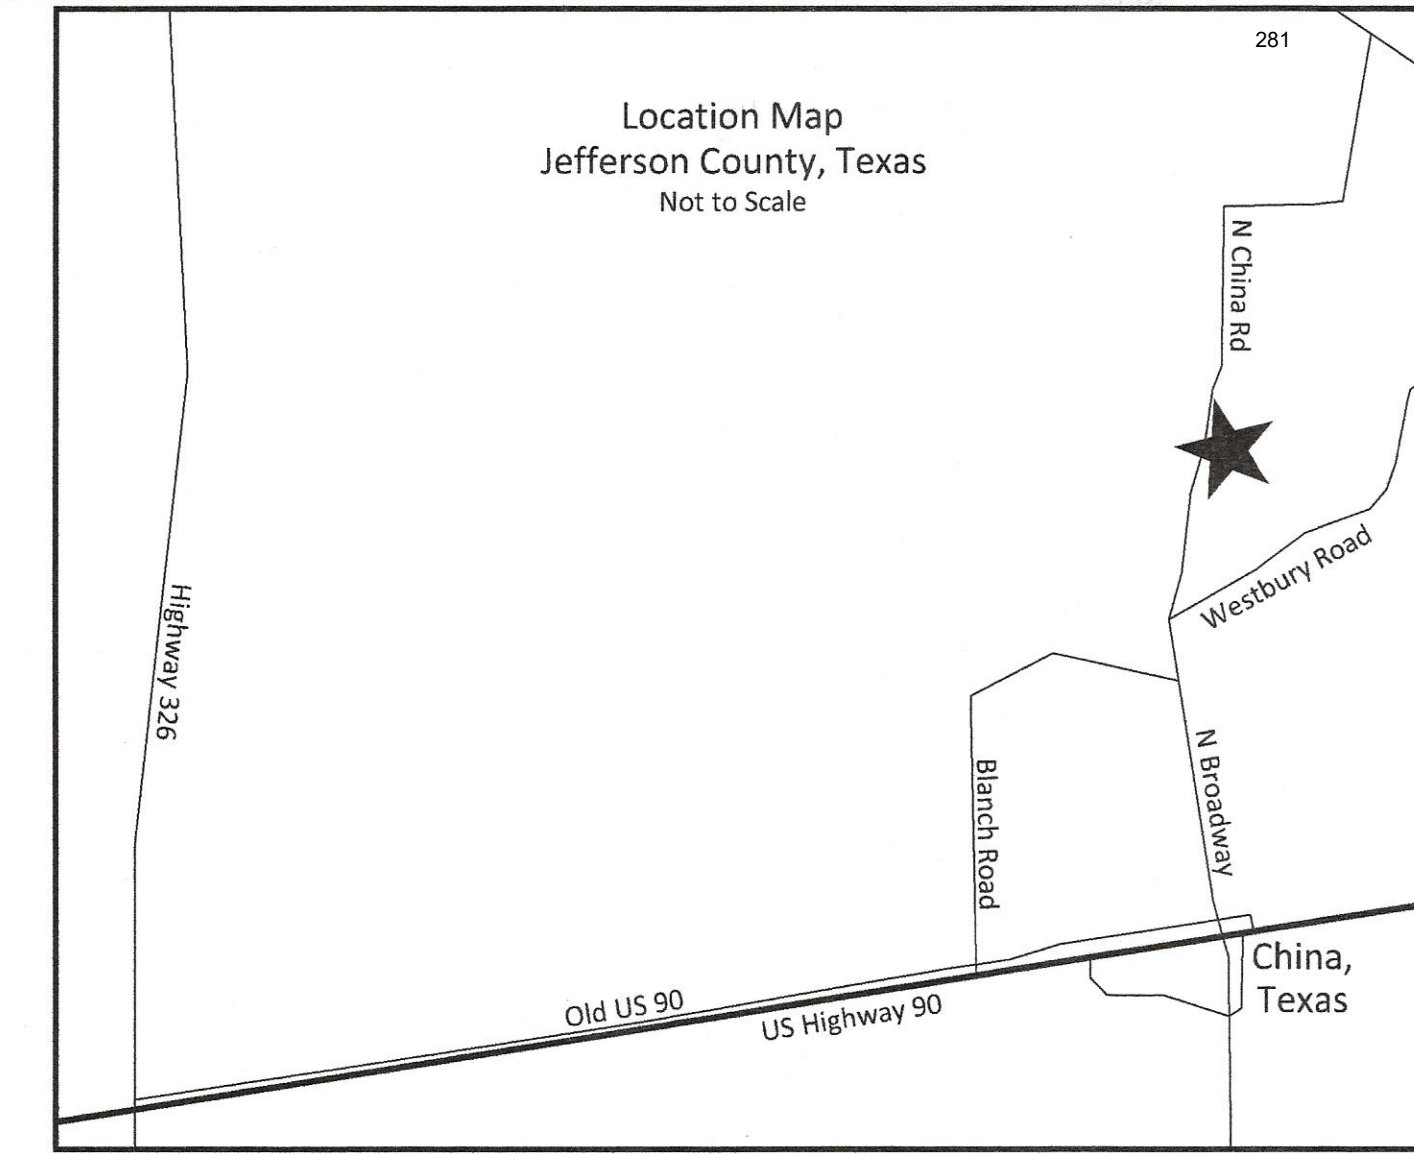 281
Location Map
Jefferson County, Texas
Not to Scale
N China Rd
Westbury Road
Highway 326
N Broadway
Blanch Road
China,
Texas
Old US 90
US Highway 90